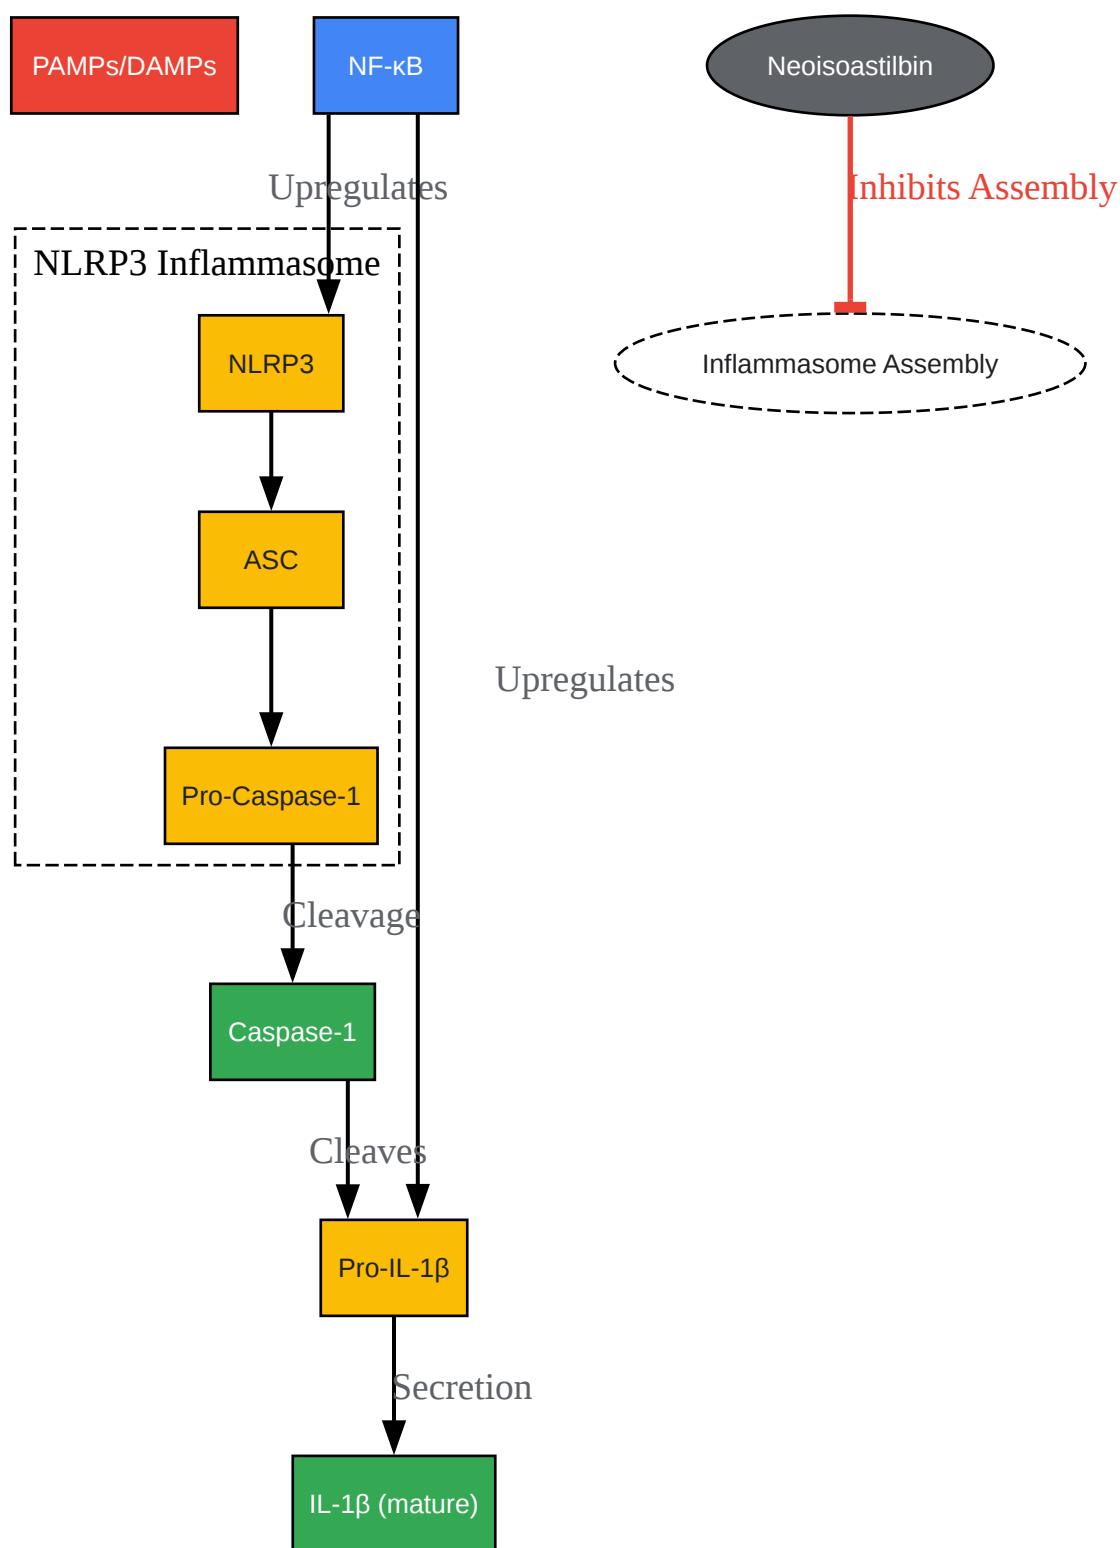 PAMPs/DAMPs
NF-κB
Neoisoastilbin
Upregulates
Inhibits Assembly
NLRP3 Inflammasome
NLRP3
Inflammasome Assembly
ASC
Upregulates
Pro-Caspase-1
Cleavage
Caspase-1
Cleaves
Pro-IL-1β
Secretion
IL-1β (mature)